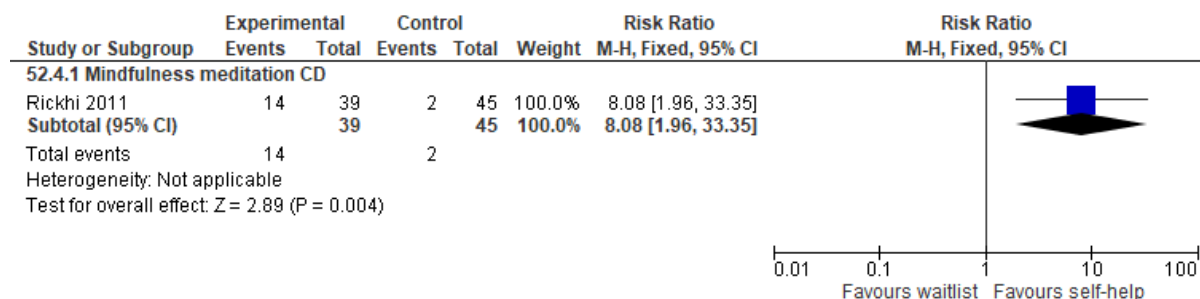 Experimental Control Risk Ratio Risk Ratio
Study or Subgroup Events Total Events Total Weight M-H, Fixed, 95% CI M-H, Fixed, 95% CI
52.4.1 Mindfulness meditation CD
Rickhi 2011 14 39 2 45 100.0% 8.08 [1.96, 33.35]
Subtotal (95% CI) 39 45 100.0% 8.08 [1.96, 33.35]
Total events 14 2
Heterogeneity: Not applicable
Test for overall effect: Z = 2.89 (P = 0.004)
0.01 0.1 1 10 100
Favours waitlist Favours self-help